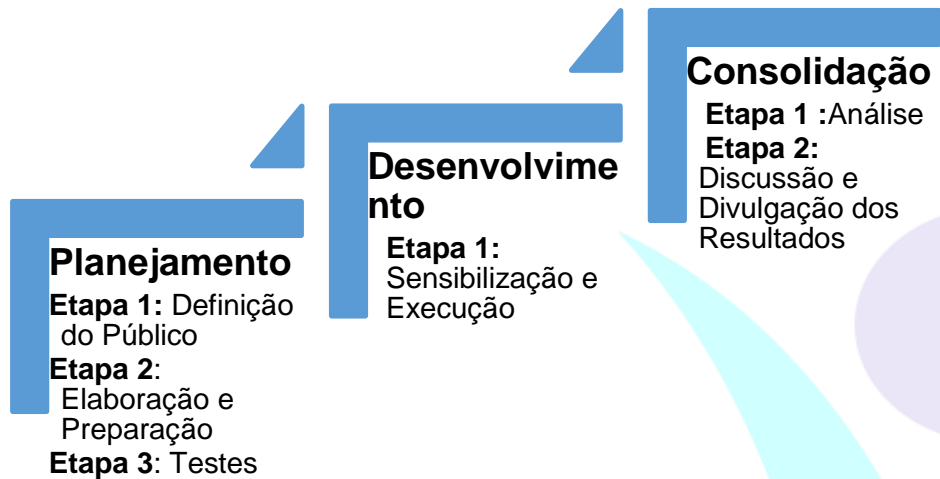 Planejamento
Etapa 1: Definição
do Público
Etapa 2:
Elaboração e
Preparação
Etapa 3: Testes
Desenvolvime
nto
Etapa 1:
Sensibilização e
Execução
Consolidação
Etapa 1 :Análise
Etapa 2:
Discussão e
Divulgação dos
Resultados